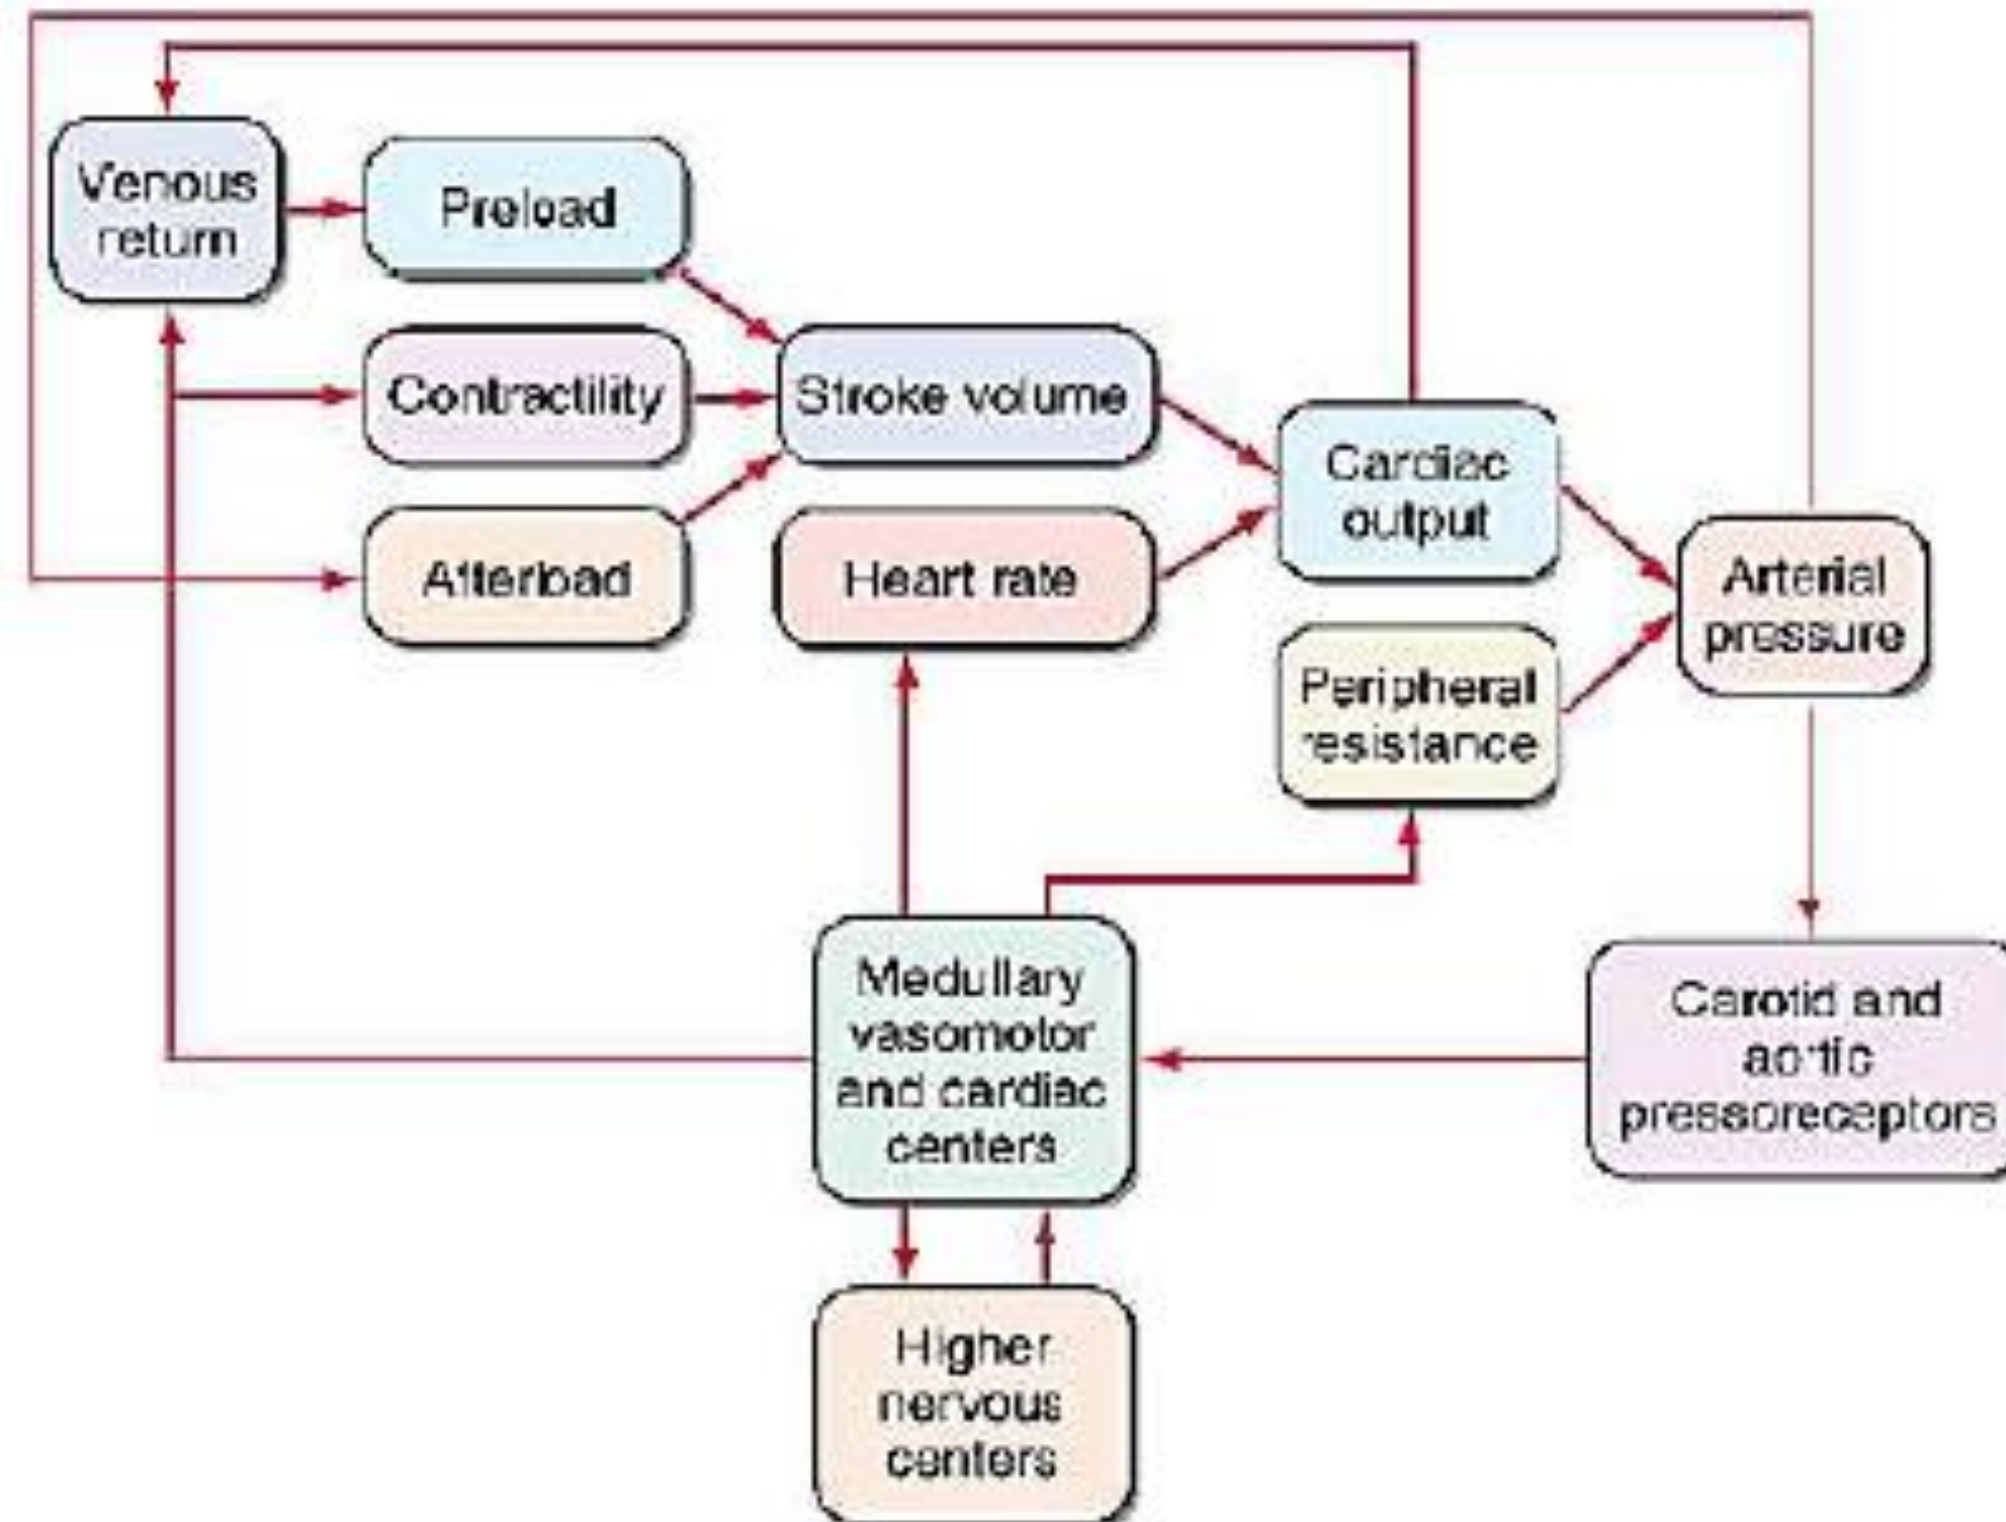 Venous
return
Preload
Contractility
Stroke volume
Cardiac
output
Afterload
Heart rate
Arterial
pressure
Peripheral
resistance
Medullary
vasomotor
and cardiac
centers
Carotid and
aortic
pressoreceptors
Higher
nervous
centers